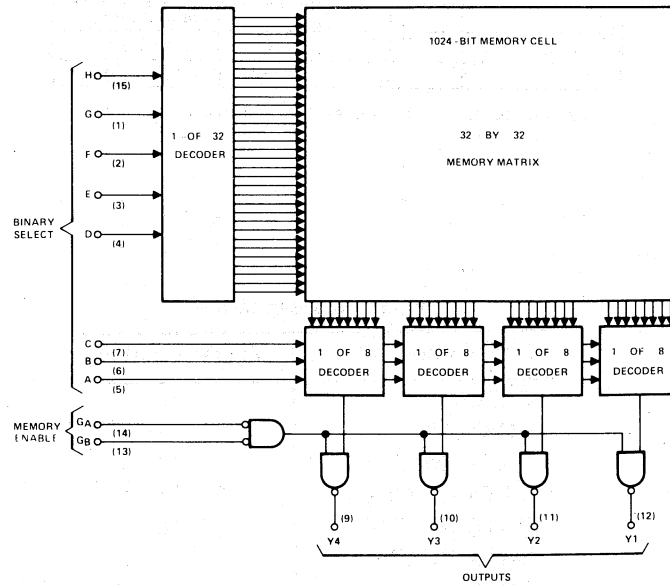 1024-BIT MEMORY CELL
32 BY 32
MEMORY MATRIX
1 OF 32
DECODER
BINARY
SELECT
H
(15)
G
(1)
F
(2)
E
(3)
D
(4)
C
(7)
B
(6)
A
(5)
1 OF 8
DECODER
1 OF 8
DECODER
1 OF 8
DECODER
1 OF 8
DECODER
MEMORY
ENABLE
GA
(14)
GB
(13)
(9)
(10)
(11)
(12)
Y4
Y3
Y2
Y1
OUTPUTS